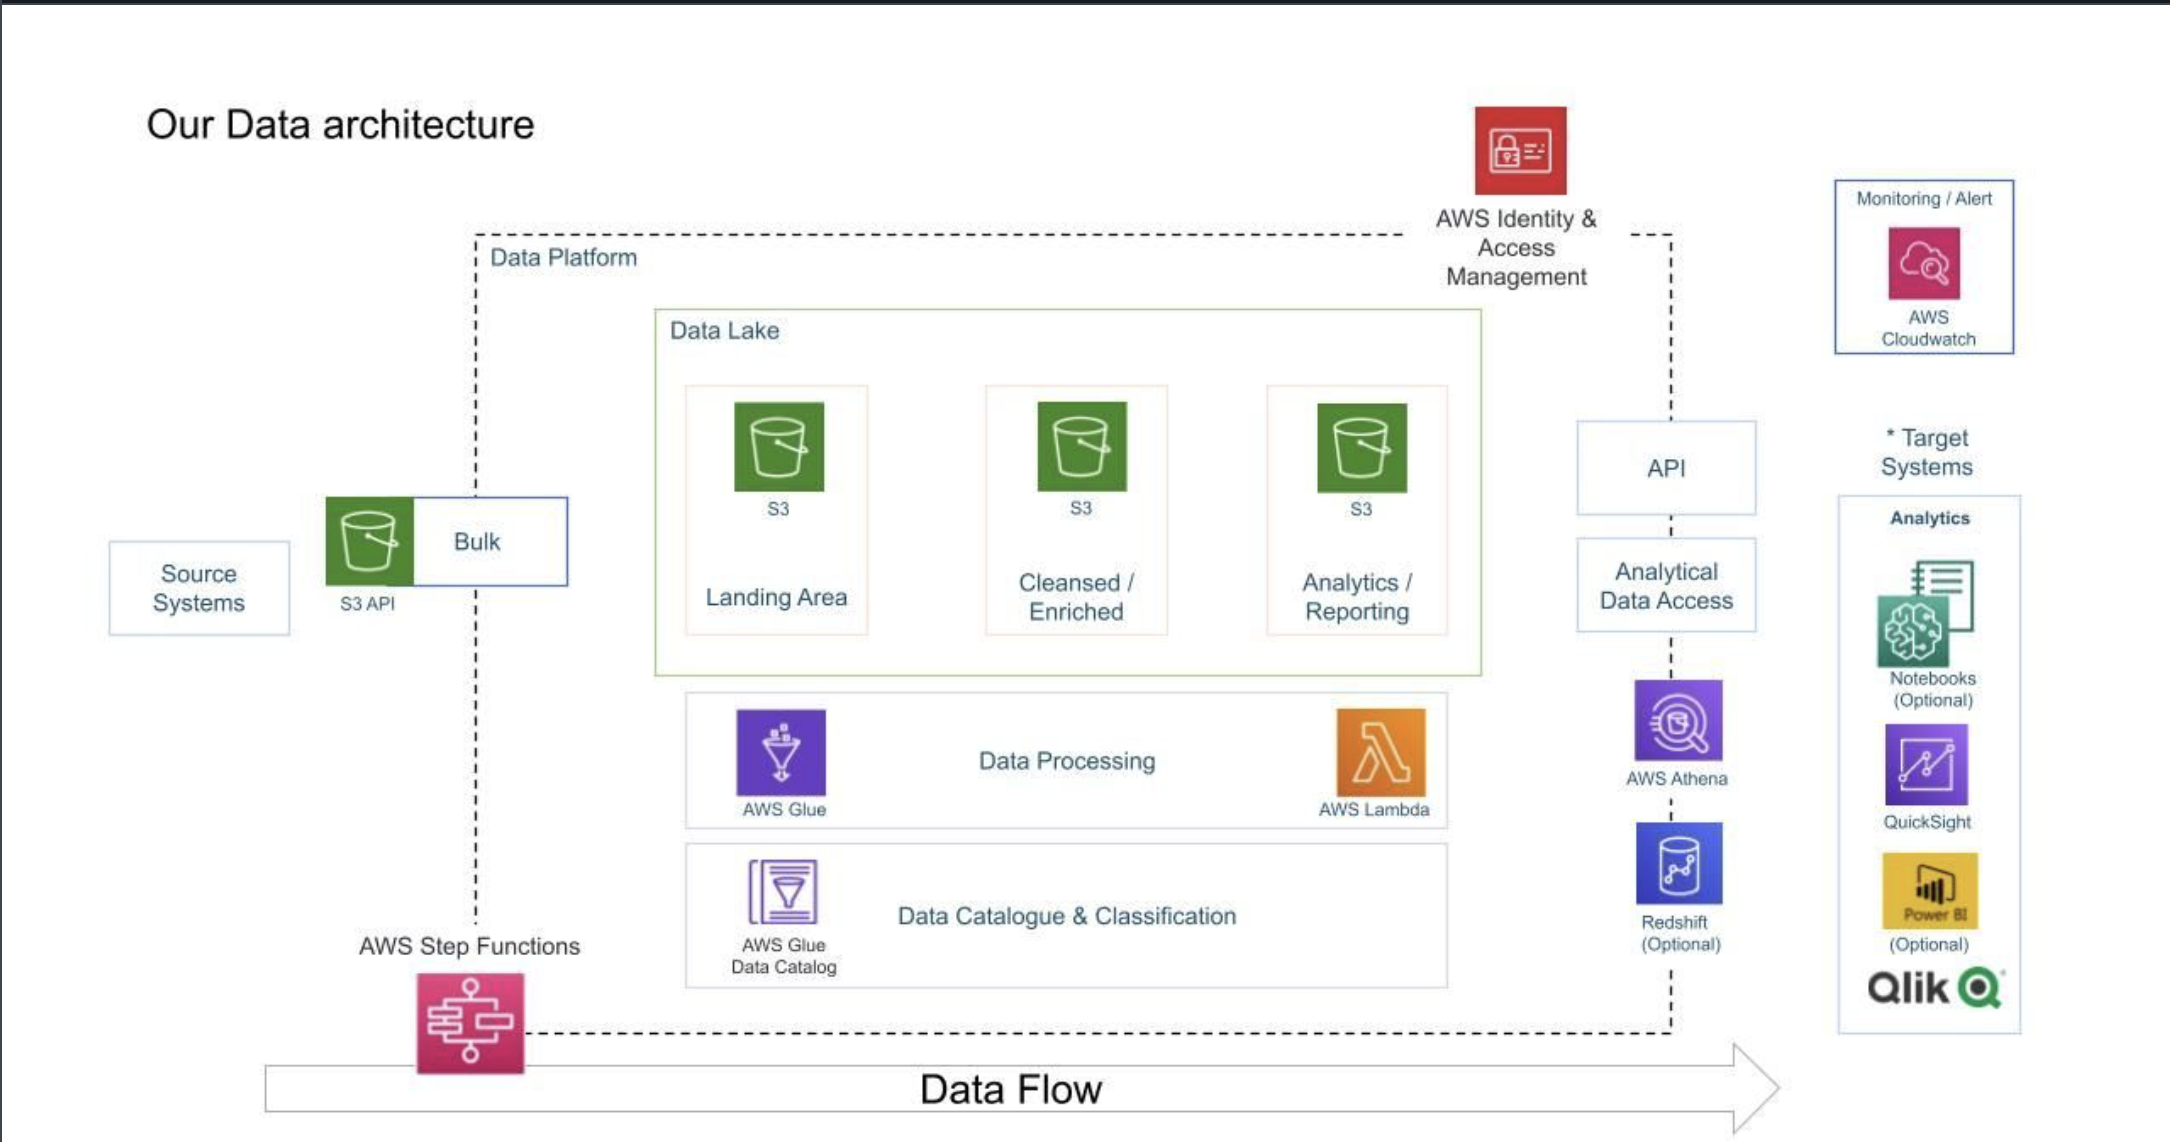 Our Data architecture
AWS Identity &
Access
Management
Monitoring / Alert
AWS
Cloudwatch
Data Platform
Data Lake
S3
Landing Area
S3
Cleansed /
Enriched
S3
Analytics /
Reporting
Source
Systems
S3 API
Bulk
API
Analytical
Data Access
* Target
Systems
Analytics
Notebooks
(Optional)
QuickSight
Power BI
(Optional)
Qlik
AWS Glue
Data Processing
AWS Lambda
AWS Athena
AWS Glue
Data Catalog
Data Catalogue & Classification
Redshift
(Optional)
AWS Step Functions
Data Flow